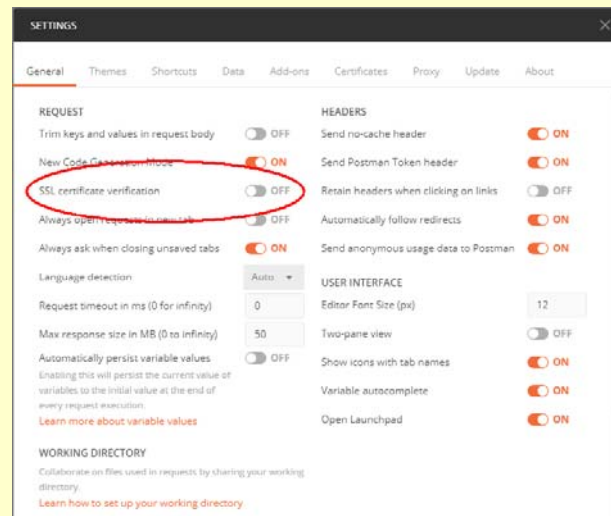 SETTINGS
General Themes Shortcuts Data Add-ons Certificates Proxy Update About
REQUEST
Trim keys and values in request body OFF
New Code Generation Mode ON
SSL certificate verification OFF
Always open requests in new tab OFF
Always ask when closing unsaved tabs ON
Language detection Auto
Request timeout in ms (0 for infinity) 0
Max response size in MB (0 to infinity) 50
Automatically persist variable values OFF
Enabling this will persist the current value of
variables to the initial value at the end of
every request execution.
Learn more about variable values
WORKING DIRECTORY
Collaborate on files used in requests by sharing your working
directory.
Learn how to set up your working directory
HEADERS
Send no-cache header ON
Send Postman Token header ON
Retain headers when clicking on links OFF
Automatically follow redirects ON
Send anonymous usage data to Postman ON
USER INTERFACE
Editor Font Size (px) 12
Two-pane view OFF
Show icons with tab names ON
Variable autocomplete ON
Open Launchpad ON